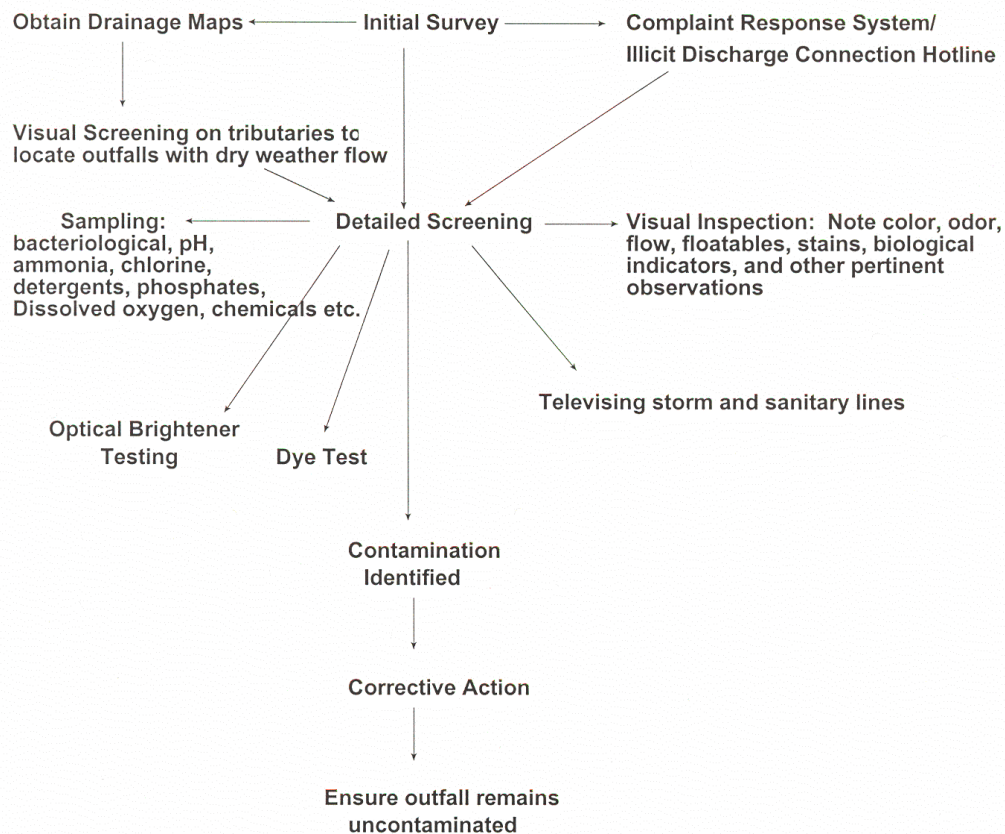 Obtain Drainage Maps
Initial Survey
Complaint Response System/
Illicit Discharge Connection Hotline
Visual Screening on tributaries to
locate outfalls with dry weather flow
Sampling:
bacteriological, pH,
ammonia, chlorine,
detergents, phosphates,
Dissolved oxygen, chemicals etc.
Detailed Screening
Visual Inspection: Note color, odor,
flow, floatables, stains, biological
indicators, and other pertinent
observations
Televising storm and sanitary lines
Optical Brightener
Testing
Dye Test
Contamination
Identified
Corrective Action
Ensure outfall remains
uncontaminated